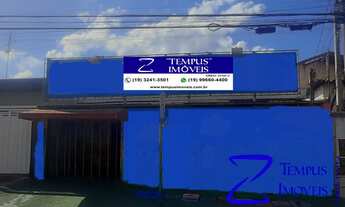 "TEMPUS"
IMÓVEIS
(19) 3241-3501
(19) 99660-4400
www.tempusimoveis.com.br
TEMPUS
IMÓVEIS